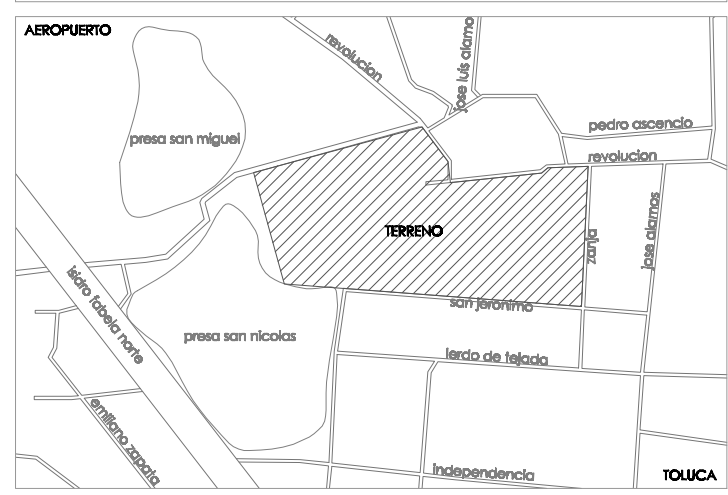 AEROPUERTO
revolucion
jose luis alamo
pedro ascencio
presa san miguel
revolucion
TERRENO
zanja
jose alamos
isidro fabela norte
san jeronimo
presa san nicolas
lerdo de tejada
emiliano zapata
independencia
TOLUCA